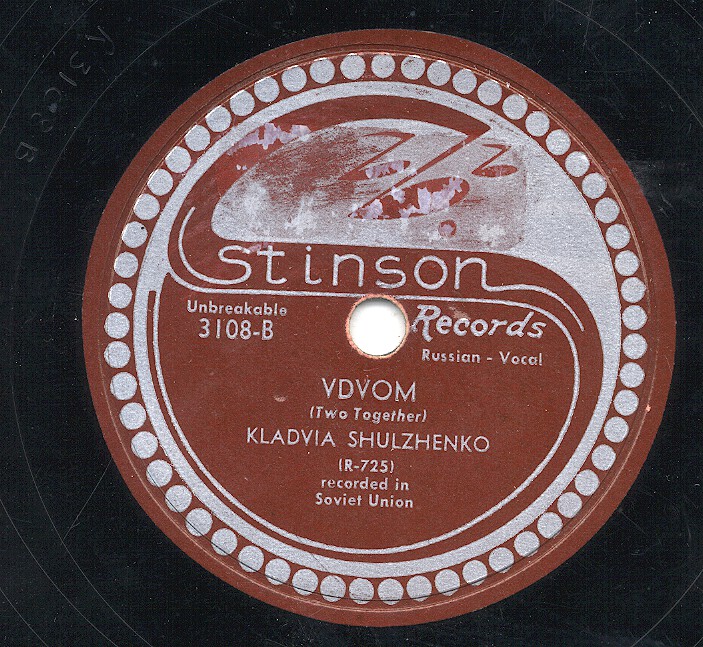 Stinson
Records
Unbreakable
3108-B
Russian - Vocal
VDVOM
(Two Together)
KLADVIA SHULZHENKO
(R-725)
recorded in
Soviet Union